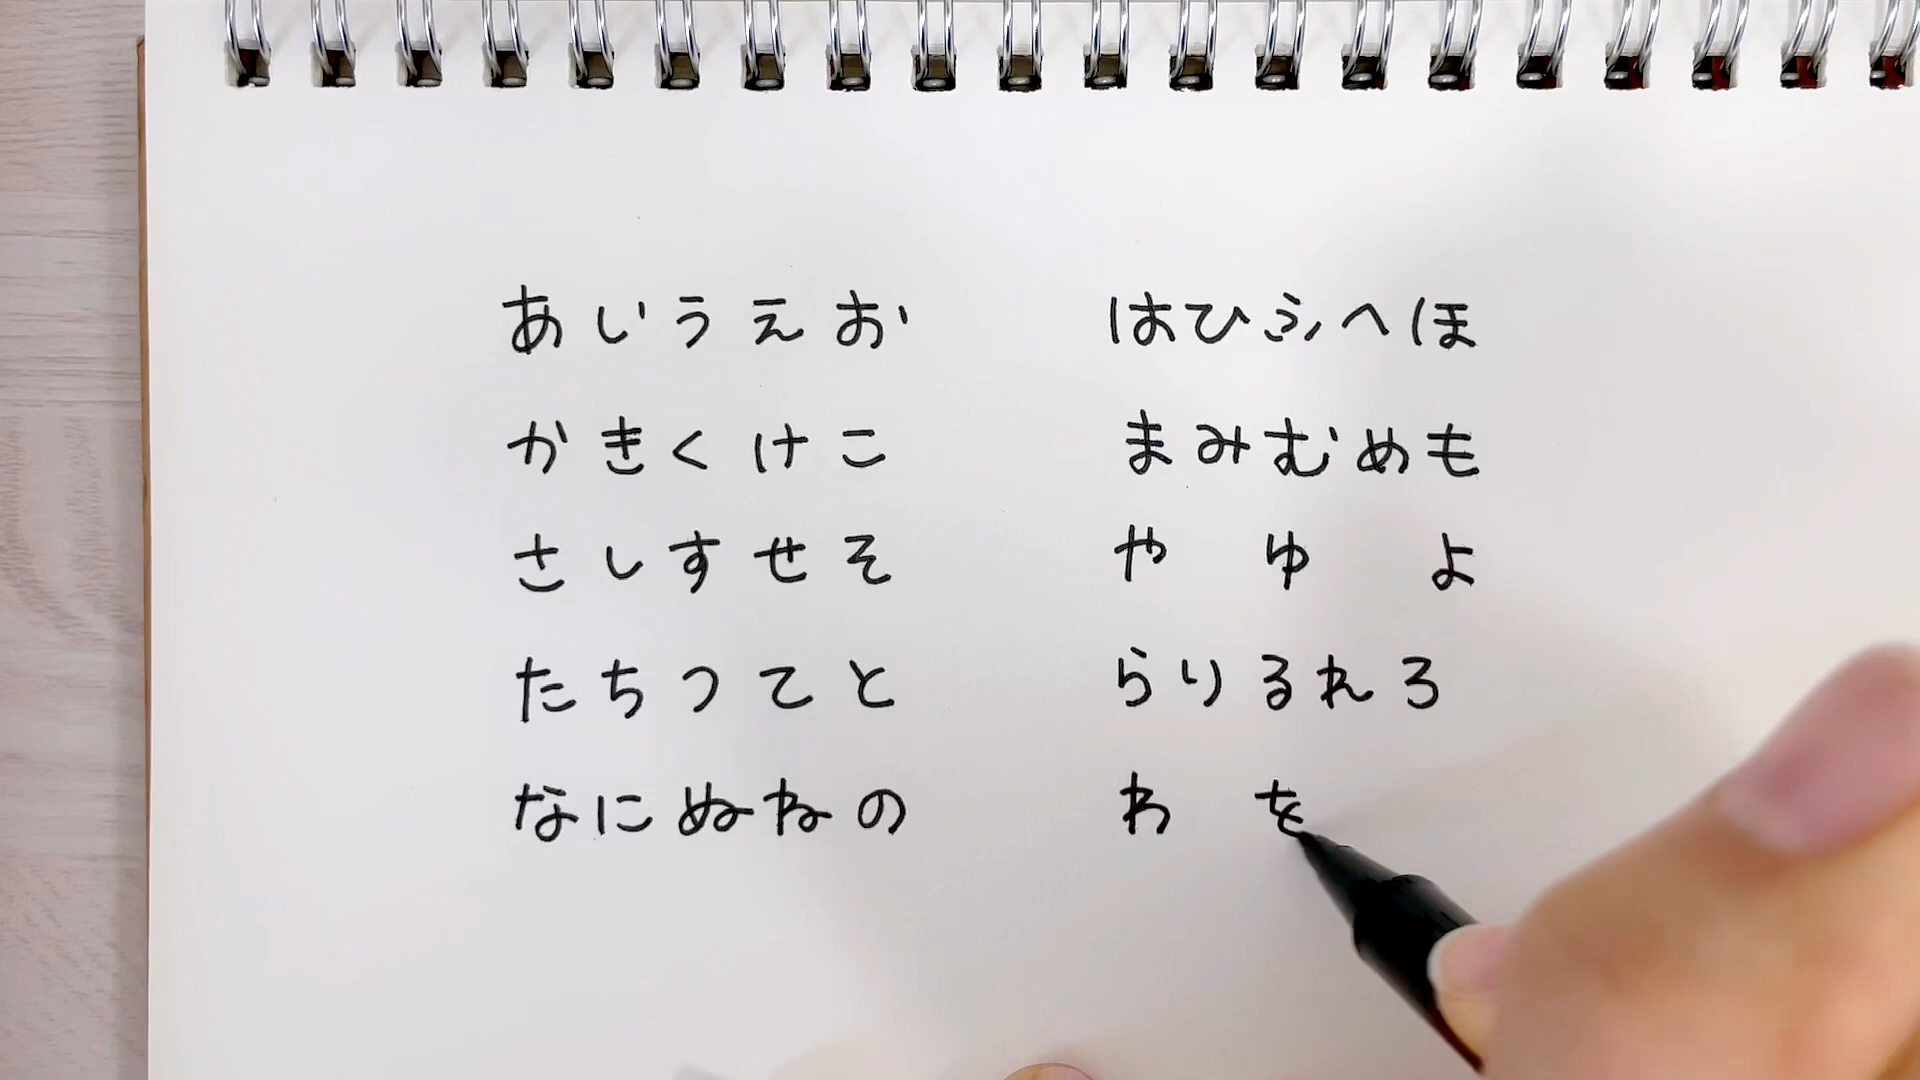 あいうえお
かきくけこ
さしすせそ
たちつてと
なにぬねの
はひふへほ
まみむめも
や ゆ よ
らりるれろ
わ を